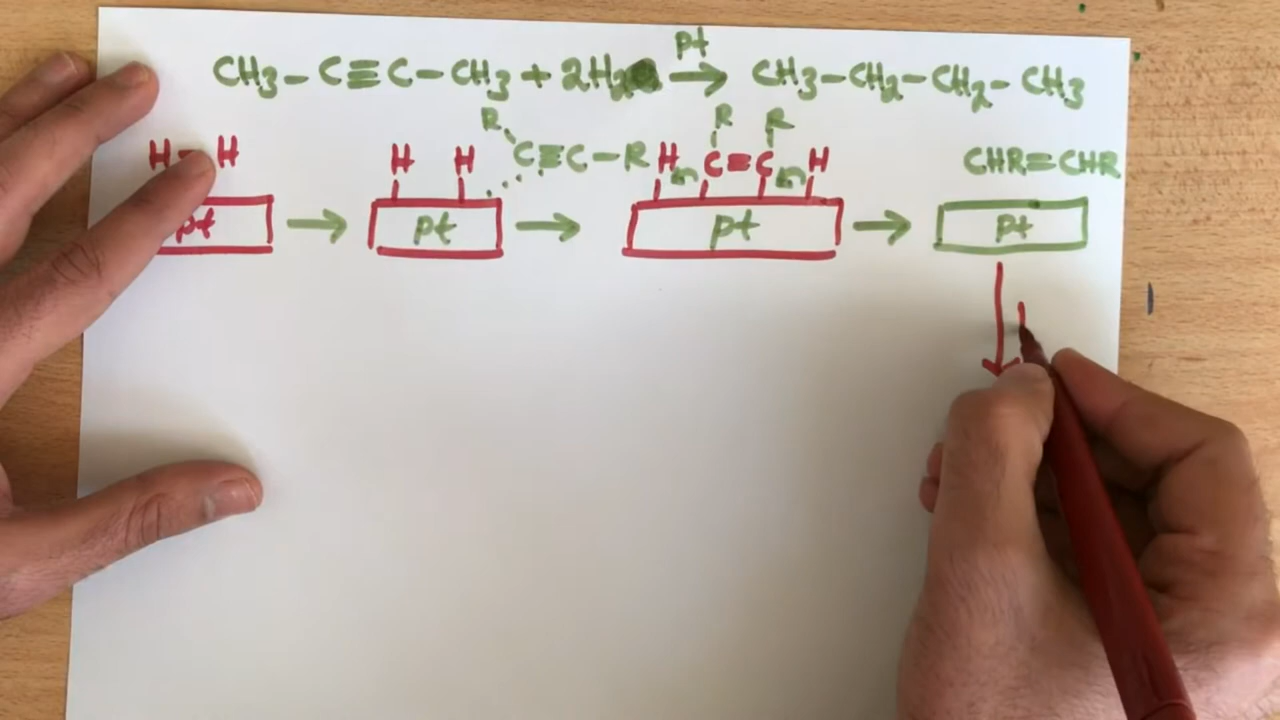 pt
CH3-C≡C-CH3+2H2 → CH3-CH2-CH2-CH3
R R R
H-H H H C≡C-R H C≡C H CHR=CHR
pt → pt → pt → pt